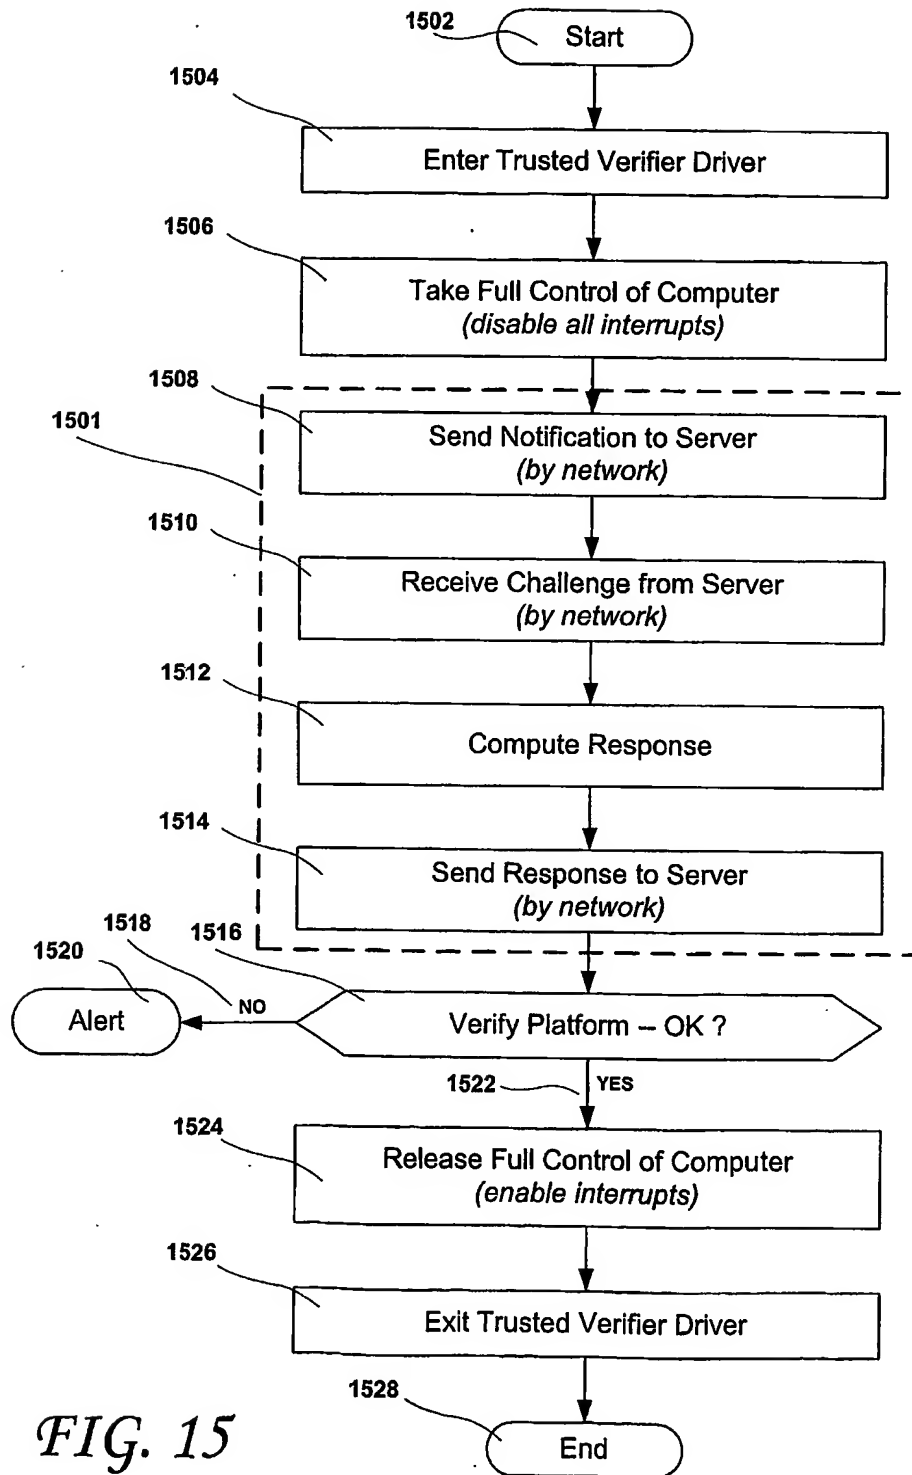 1502
Start
1504
Enter Trusted Verifier Driver
1506
Take Full Control of Computer
(disable all interrupts)
1508
1501
Send Notification to Server
(by network)
1510
Receive Challenge from Server
(by network)
1512
Compute Response
1514
Send Response to Server
(by network)
1518
1516
1520
Alert
NO
Verify Platform – OK ?
1522
YES
1524
Release Full Control of Computer
(enable interrupts)
1526
Exit Trusted Verifier Driver
1528
End
FIG. 15